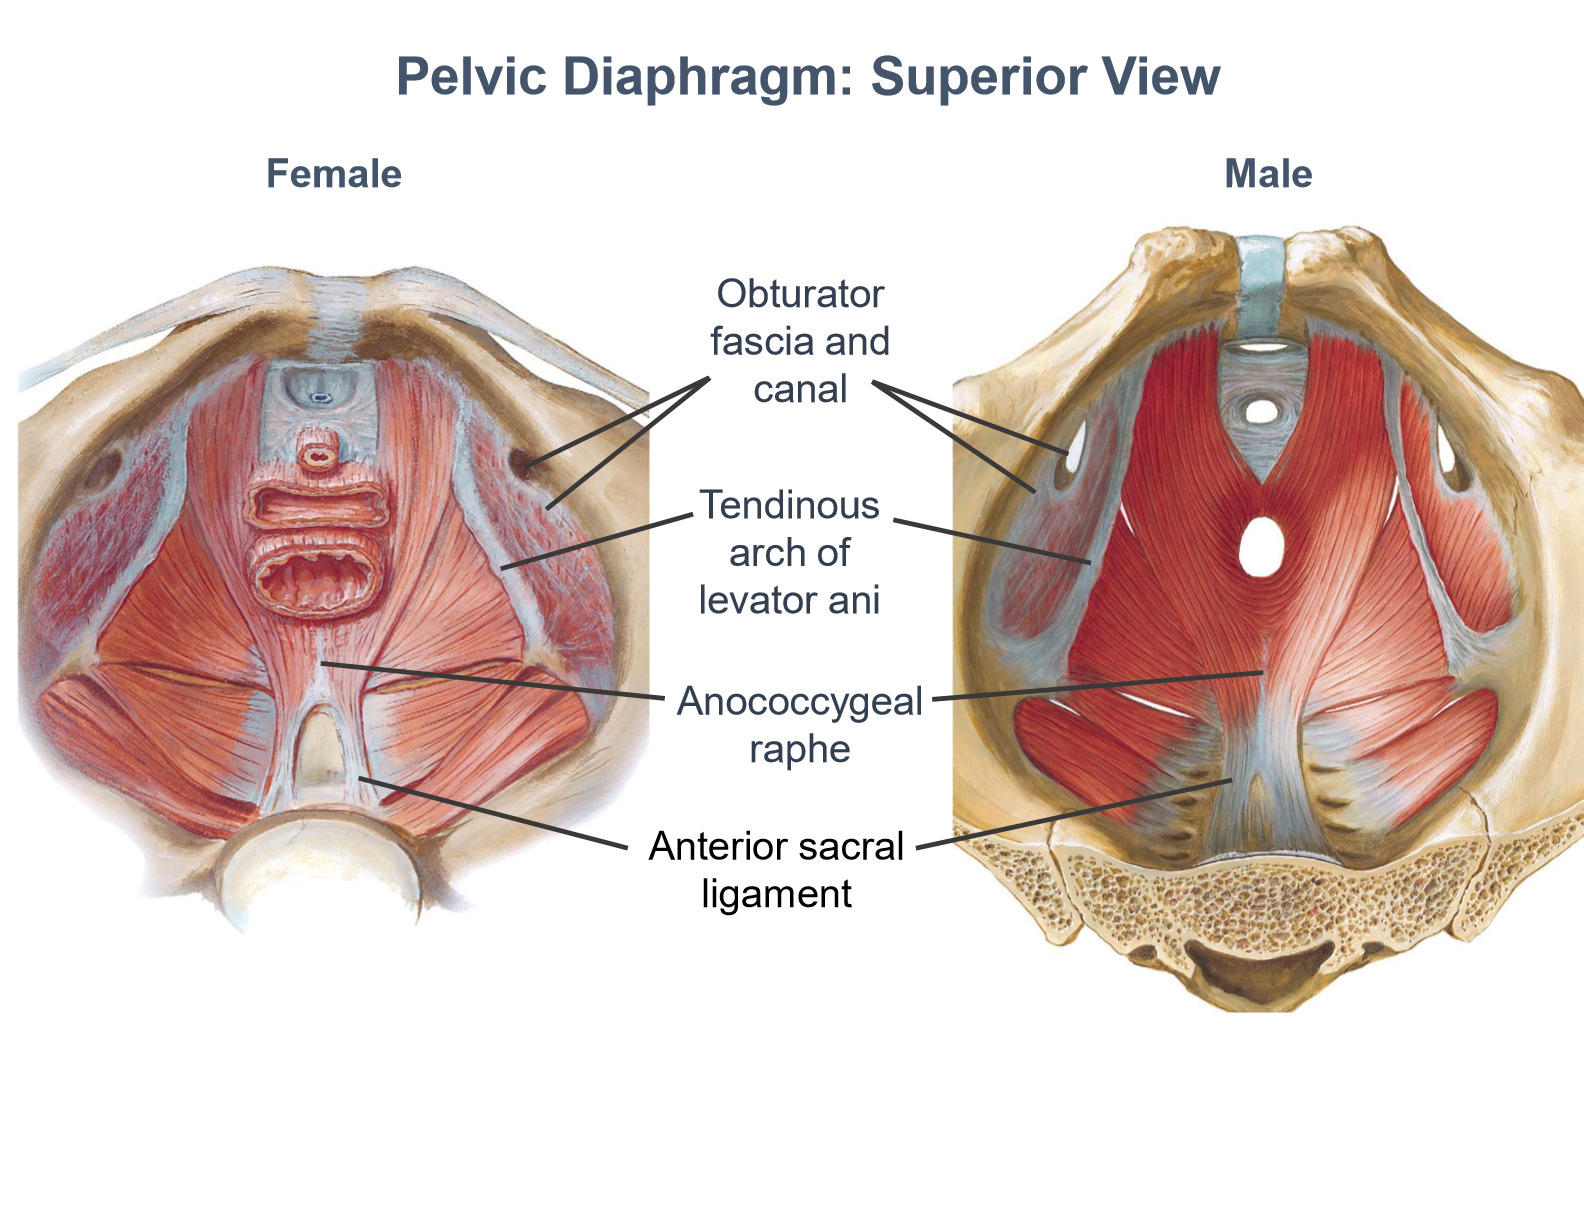 Pelvic Diaphragm: Superior View
Female
Male
Obturator
fascia and
canal
Tendinous
arch of
levator ani
Anococcygeal
raphe
Anterior sacral
ligament